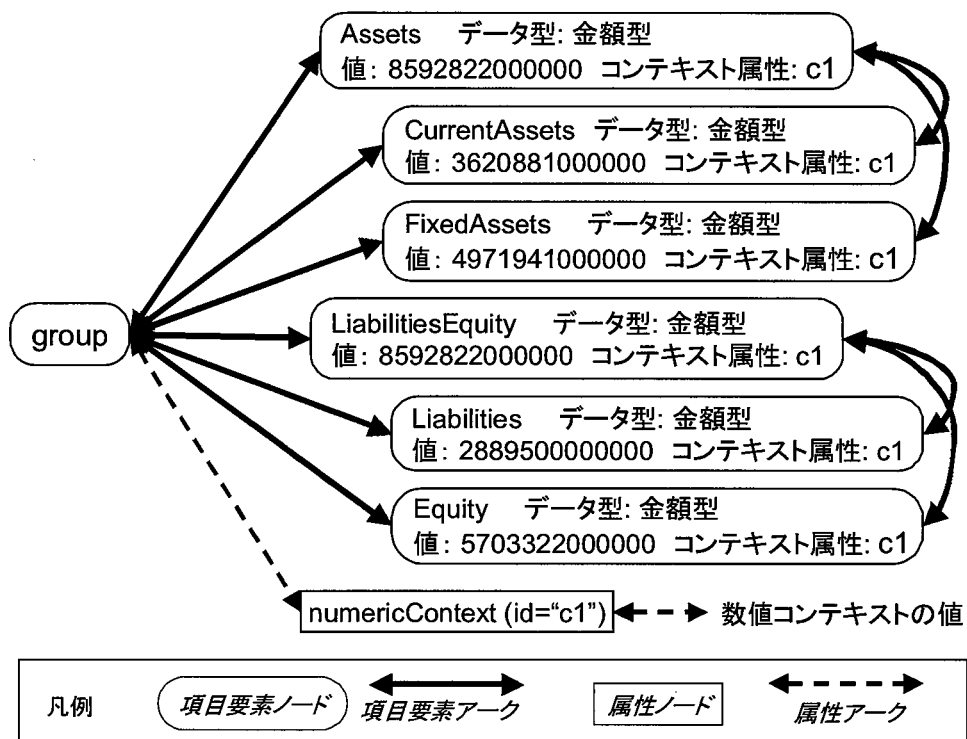 Assets データ型: 金額型
値: 8592822000000 コンテキスト属性: c1
CurrentAssets データ型: 金額型
値: 3620881000000 コンテキスト属性: c1
FixedAssets データ型: 金額型
値: 4971941000000 コンテキスト属性: c1
group
LiabilitiesEquity データ型: 金額型
値: 8592822000000 コンテキスト属性: c1
Liabilities データ型: 金額型
値: 2889500000000 コンテキスト属性: c1
Equity データ型: 金額型
値: 5703322000000 コンテキスト属性: c1
numericContext (id=“c1”) 数値コンテキストの値
凡例 項目要素ノード 項目要素アーク 属性ノード 属性アーク